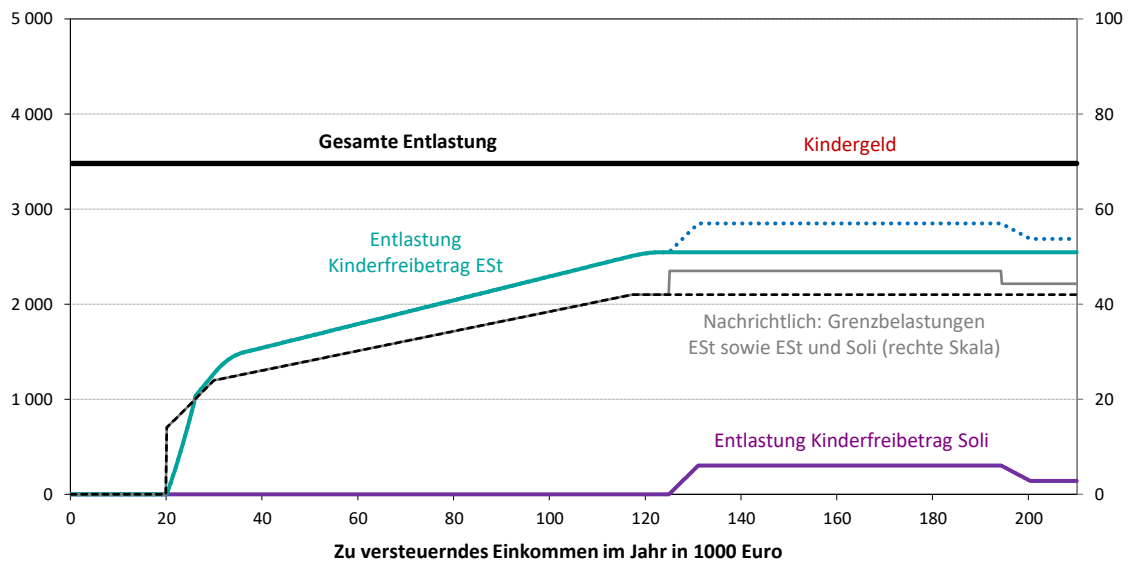 5 000
100
4 000
80
Gesamte Entlastung
Kindergeld
3 000
60
Entlastung
Kinderfreibetrag ESt
2 000
40
Nachrichtlich: Grenzbelastungen
ESt sowie ESt und Soli (rechte Skala)
1 000
20
Entlastung Kinderfreibetrag Soli
0
0
0 20 40 60 80 100 120 140 160 180 200
Zu versteuerndes Einkommen im Jahr in 1000 Euro